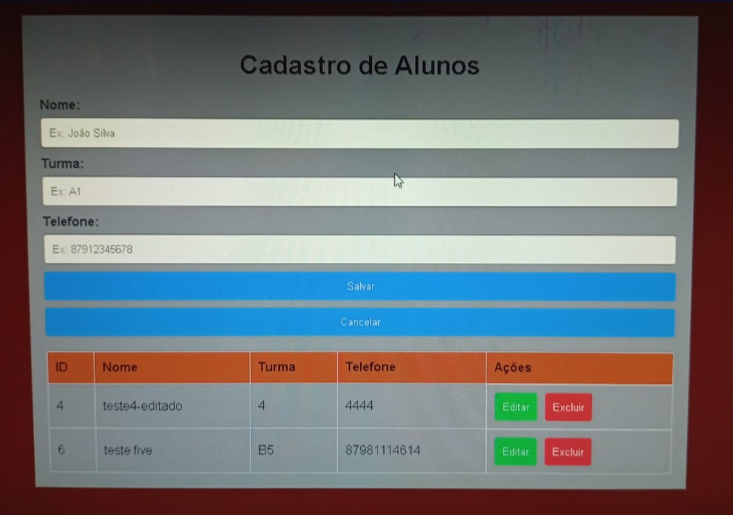 Cadastro de Alunos
Nome:
Ex: João Silva
Turma:
Ex: A1
Telefone:
Ex: 87912345678
Salvar
Cancelar
ID Nome Turma Telefone Ações
4 teste4-editado 4 4444 Editar Excluir
6 teste five B5 87981114614 Editar Excluir